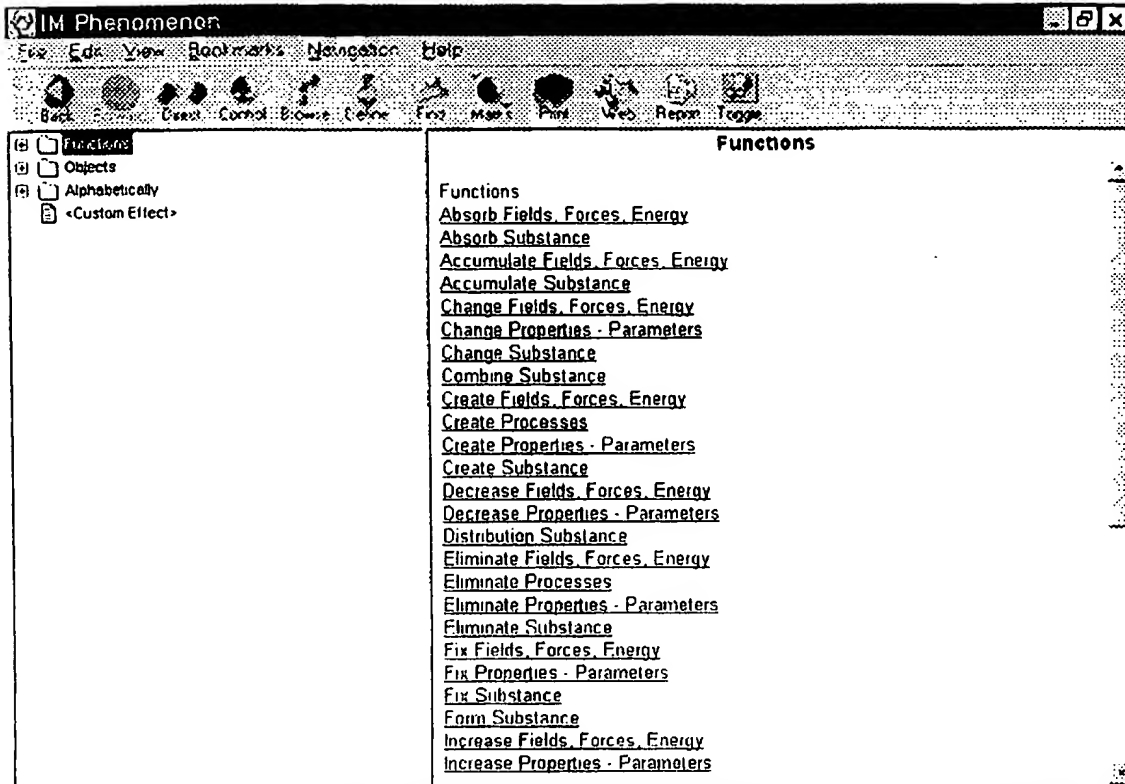 IM Phenomenon
File Edit View Bookmarks Navigation Help
Back Direct Control Browse Define Find Print Web Report Toggle
Functions
Objects
Alphabetically
<Custom Effect>
Functions
Functions
Absorb Fields, Forces, Energy
Absorb Substance
Accumulate Fields, Forces, Energy
Accumulate Substance
Change Fields, Forces, Energy
Change Properties - Parameters
Change Substance
Combine Substance
Create Fields, Forces, Energy
Create Processes
Create Properties - Parameters
Create Substance
Decrease Fields, Forces, Energy
Decrease Properties - Parameters
Distribution Substance
Eliminate Fields, Forces, Energy
Eliminate Processes
Eliminate Properties - Parameters
Eliminate Substance
Fix Fields, Forces, Energy
Fix Properties - Parameters
Fix Substance
Form Substance
Increase Fields, Forces, Energy
Increase Properties - Parameters